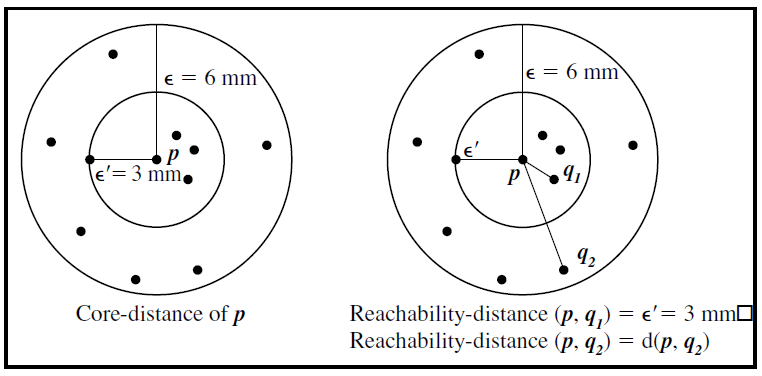 ϵ = 6 mm
p
ϵ'= 3 mm
Core-distance of p
ϵ = 6 mm
ϵ'
p
q₁
q₂
Reachability-distance (p, q₁) = ϵ'= 3 mm□
Reachability-distance (p, q₂) = d(p, q₂)